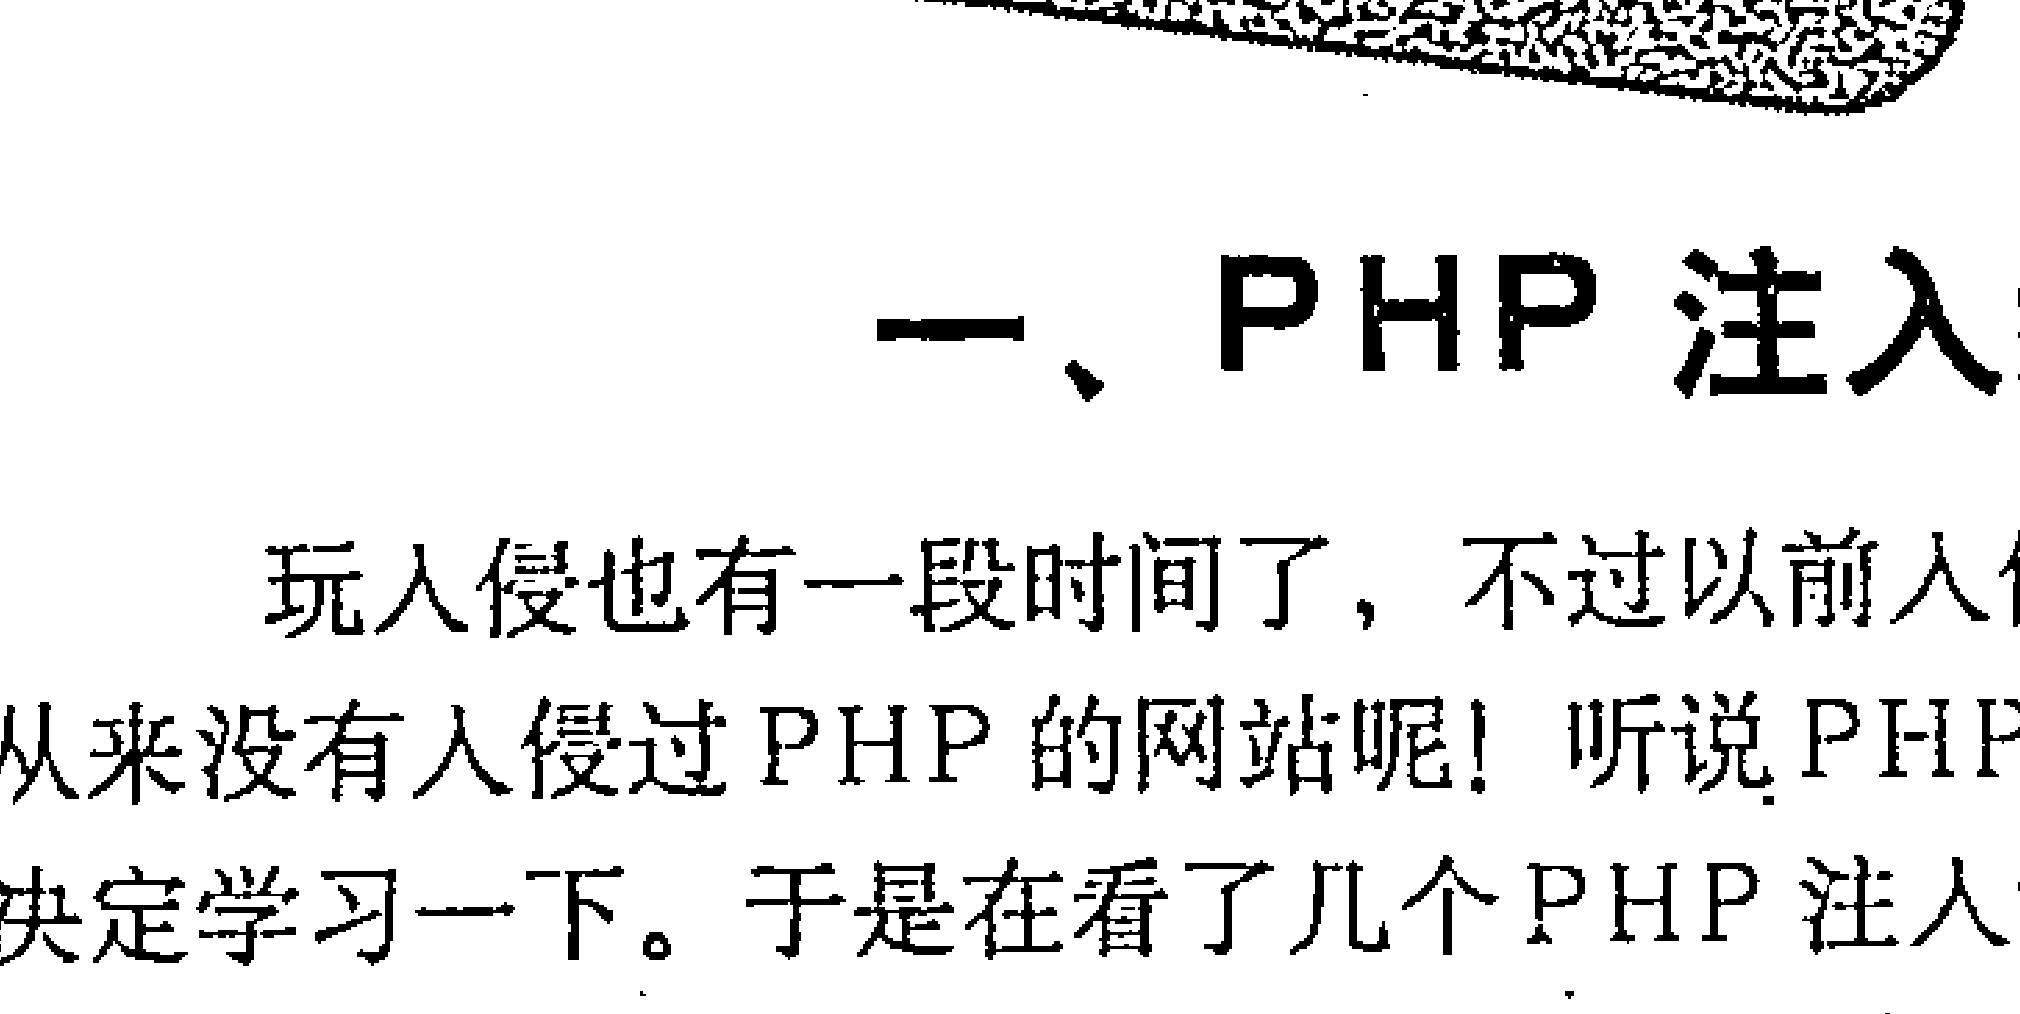 一、PHP 注入
玩入侵也有一段时间了，不过以前入
从来没有入侵过 PHP 的网站呢！听说 PHP
决定学习一下。于是在看了几个 PHP 注入